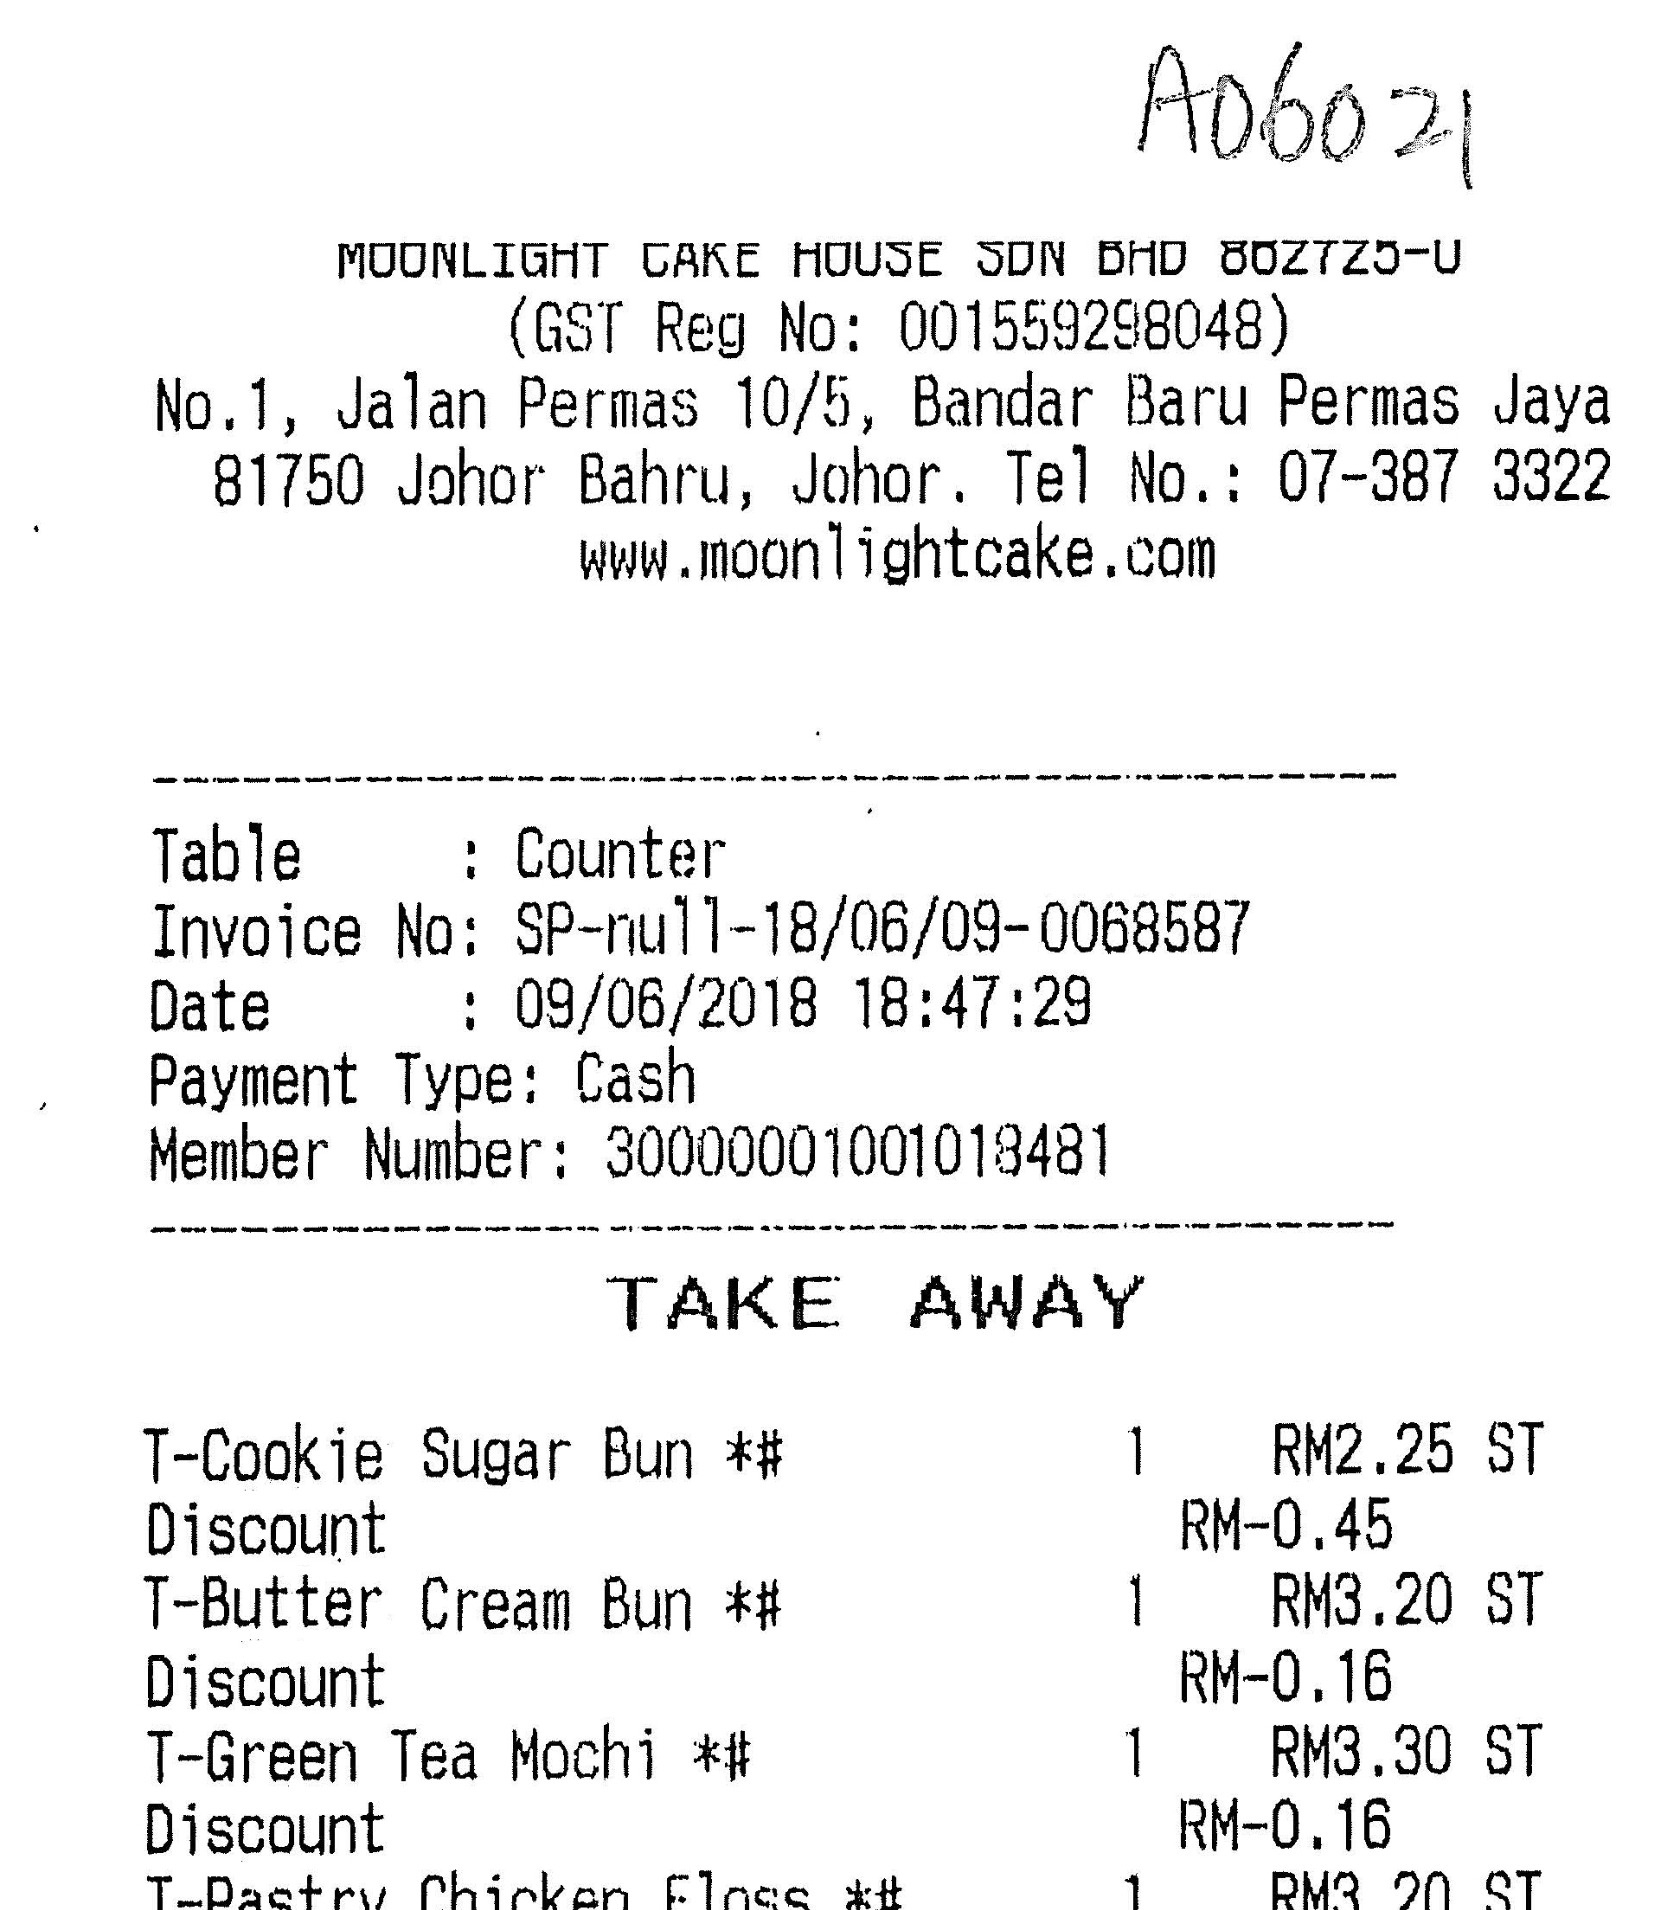 A06021
MOONLIGHT CAKE HOUSE SDN BHD 862725-U
(GST Reg No: 001559298048)
No.1, Jalan Permas 10/5, Bandar Baru Permas Jaya
81750 Johor Bahru, Johor. Tel No.: 07-387 3322
www.moonlightcake.com
Table : Counter
Invoice No: SP-null-18/06/09-0068587
Date : 09/06/2018 18:47:29
Payment Type: Cash
Member Number: 30000001001018481
TAKE AWAY
T-Cookie Sugar Bun *# 1 RM2.25 ST
Discount RM-0.45
T-Butter Cream Bun *# 1 RM3.20 ST
Discount RM-0.16
T-Green Tea Mochi *# 1 RM3.30 ST
Discount RM-0.16
T-Pastry Chicken Floss *# 1 RM3.20 ST